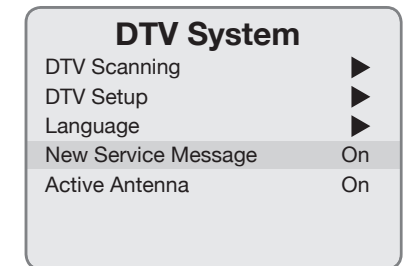 DTV System
DTV Scanning
DTV Setup
Language
New Service Message On
Active Antenna On